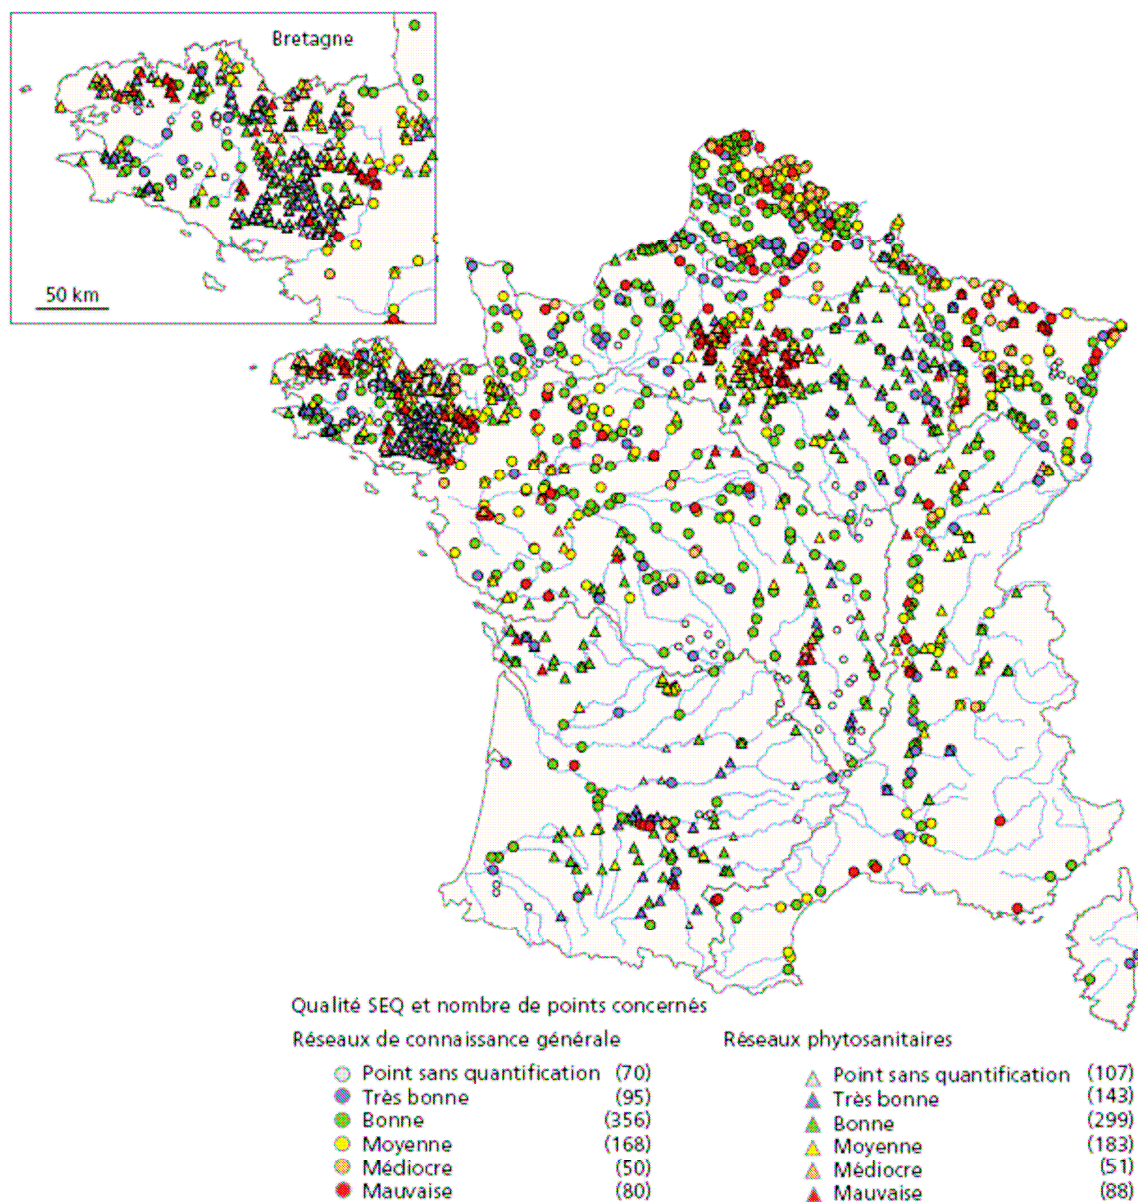 Bretagne
50 km
Qualité SEQ et nombre de points concernés
Réseaux de connaissance générale
Point sans quantification (70)
Très bonne (95)
Bonne (356)
Moyenne (168)
Médiocre (50)
Mauvaise (80)
Réseaux phytosanitaires
Point sans quantification (107)
Très bonne (143)
Bonne (299)
Moyenne (183)
Médiocre (51)
Mauvaise (88)